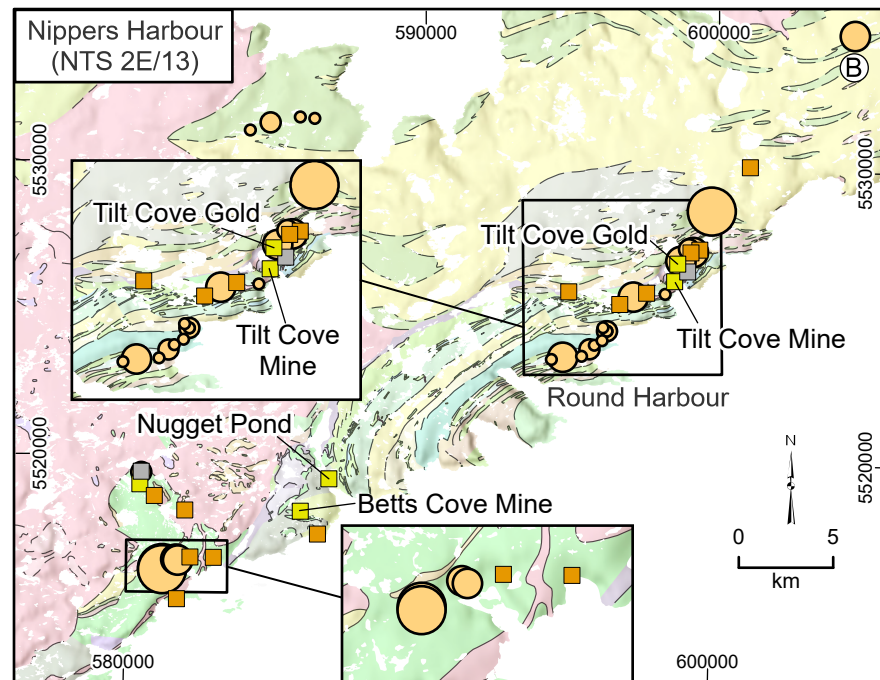 Nippers Harbour
(NTS 2E/13)
590000
600000
B
5530000
5530000
Tilt Cove Gold
Tilt Cove
Mine
Tilt Cove Gold
Tilt Cove Mine
Round Harbour
Nugget Pond
Betts Cove Mine
5520000
5520000
N
0 5
km
580000
600000